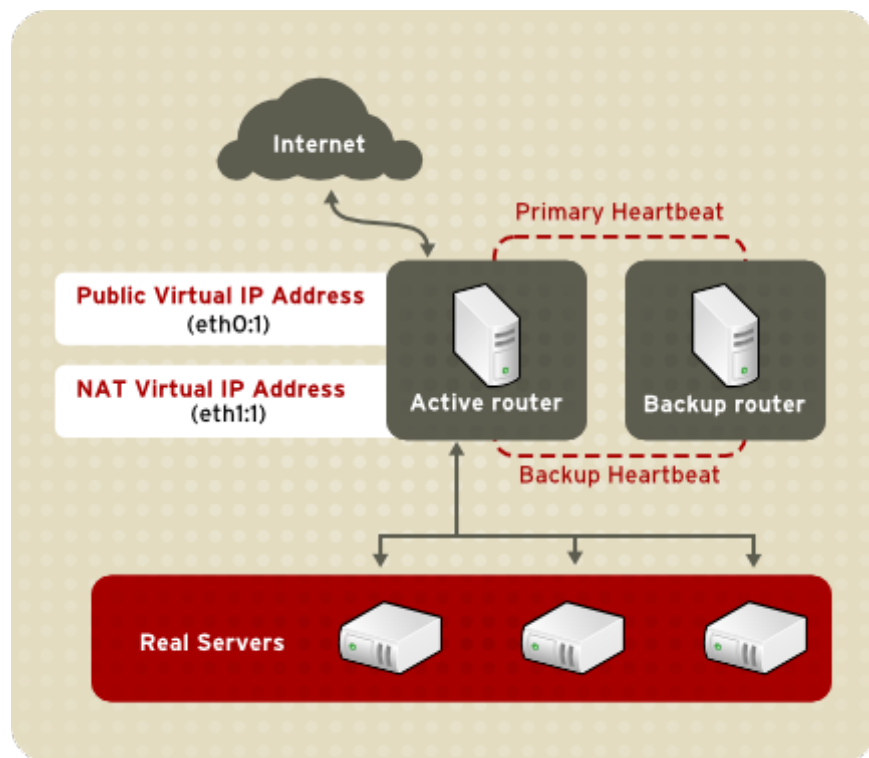 Internet
Primary Heartbeat
Public Virtual IP Address
(eth0:1)
NAT Virtual IP Address
(eth1:1)
Active router
Backup router
Backup Heartbeat
Real Servers